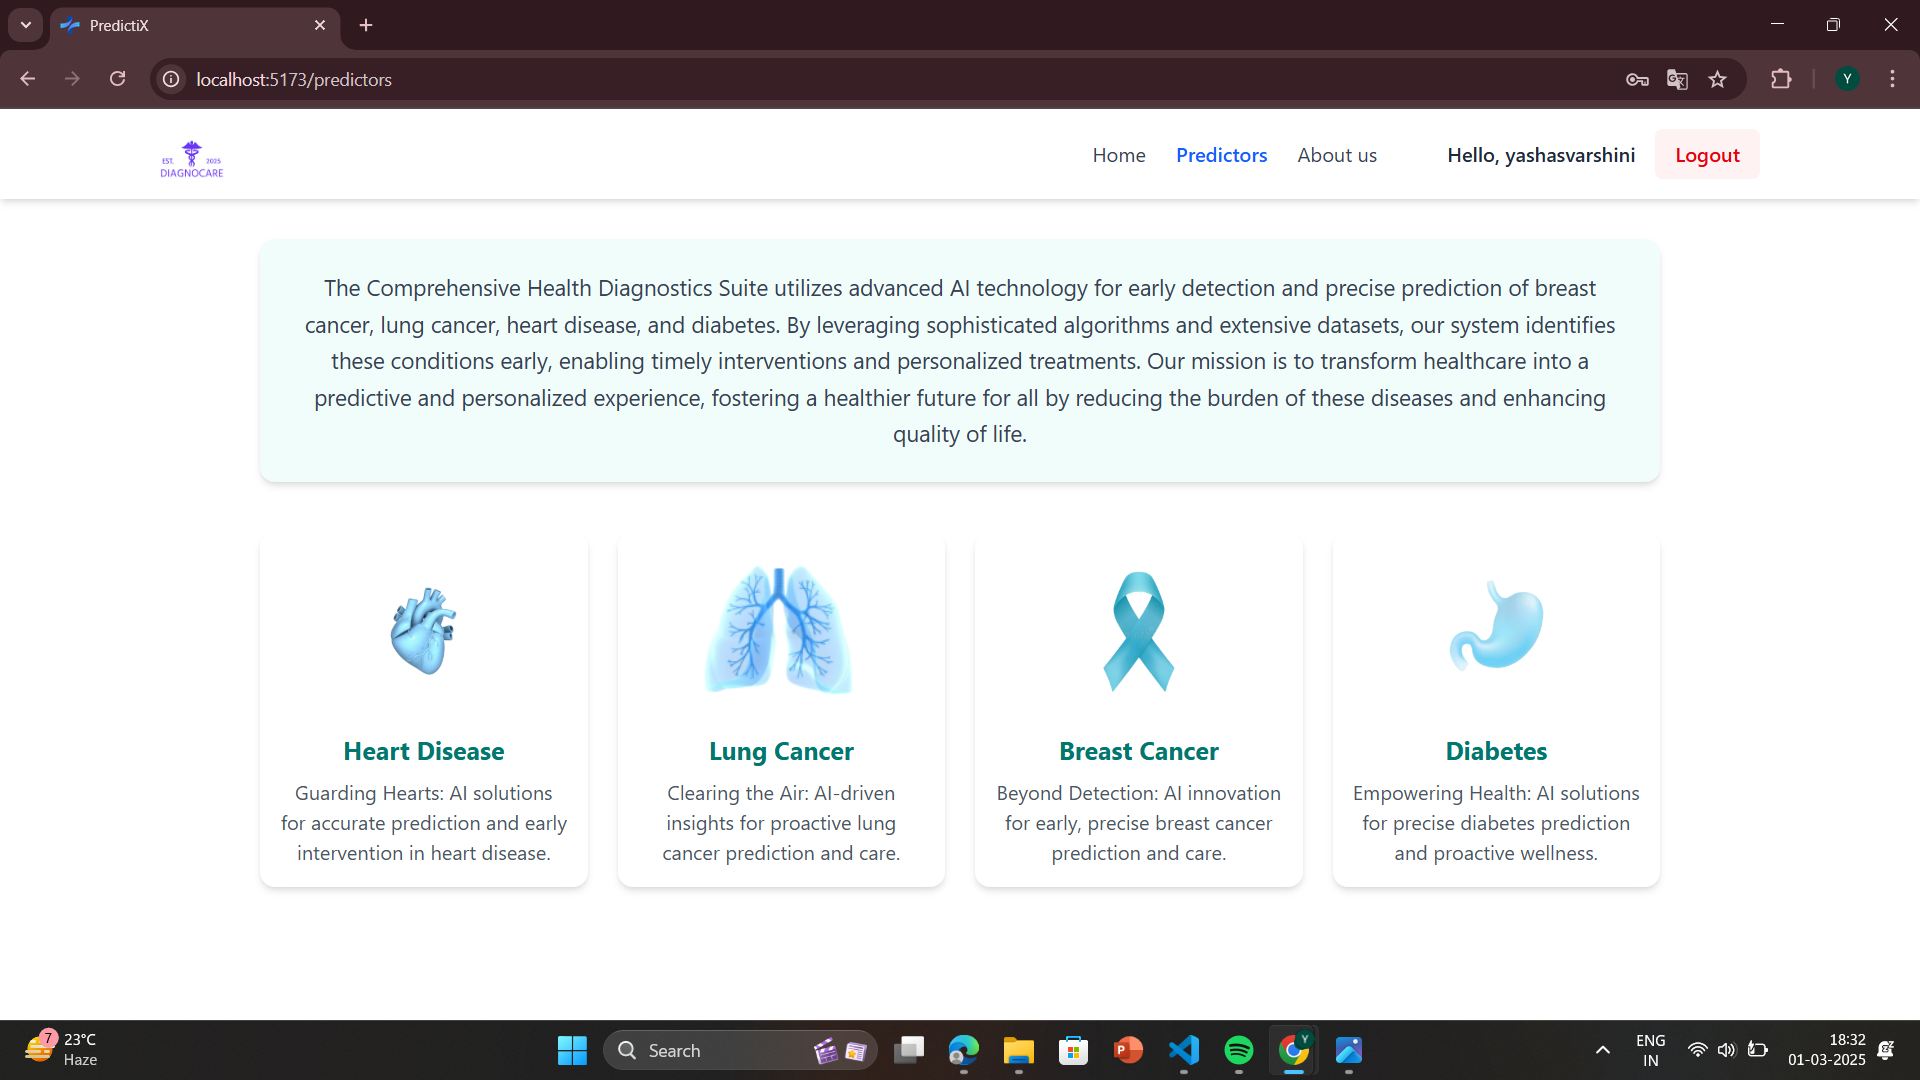 PredictiX
localhost:5173/predictors
Y
EST. 2025
DIAGNOCARE
Home
Predictors
About us
Hello, yashasvarshini
Logout
The Comprehensive Health Diagnostics Suite utilizes advanced AI technology for early detection and precise prediction of breast
cancer, lung cancer, heart disease, and diabetes. By leveraging sophisticated algorithms and extensive datasets, our system identifies
these conditions early, enabling timely interventions and personalized treatments. Our mission is to transform healthcare into a
predictive and personalized experience, fostering a healthier future for all by reducing the burden of these diseases and enhancing
quality of life.
Heart Disease
Guarding Hearts: AI solutions
for accurate prediction and early
intervention in heart disease.
Lung Cancer
Clearing the Air: AI-driven
insights for proactive lung
cancer prediction and care.
Breast Cancer
Beyond Detection: AI innovation
for early, precise breast cancer
prediction and care.
Diabetes
Empowering Health: AI solutions
for precise diabetes prediction
and proactive wellness.
7
23°C
Haze
Search
P
Y
ENG
IN
18:32
01-03-2025